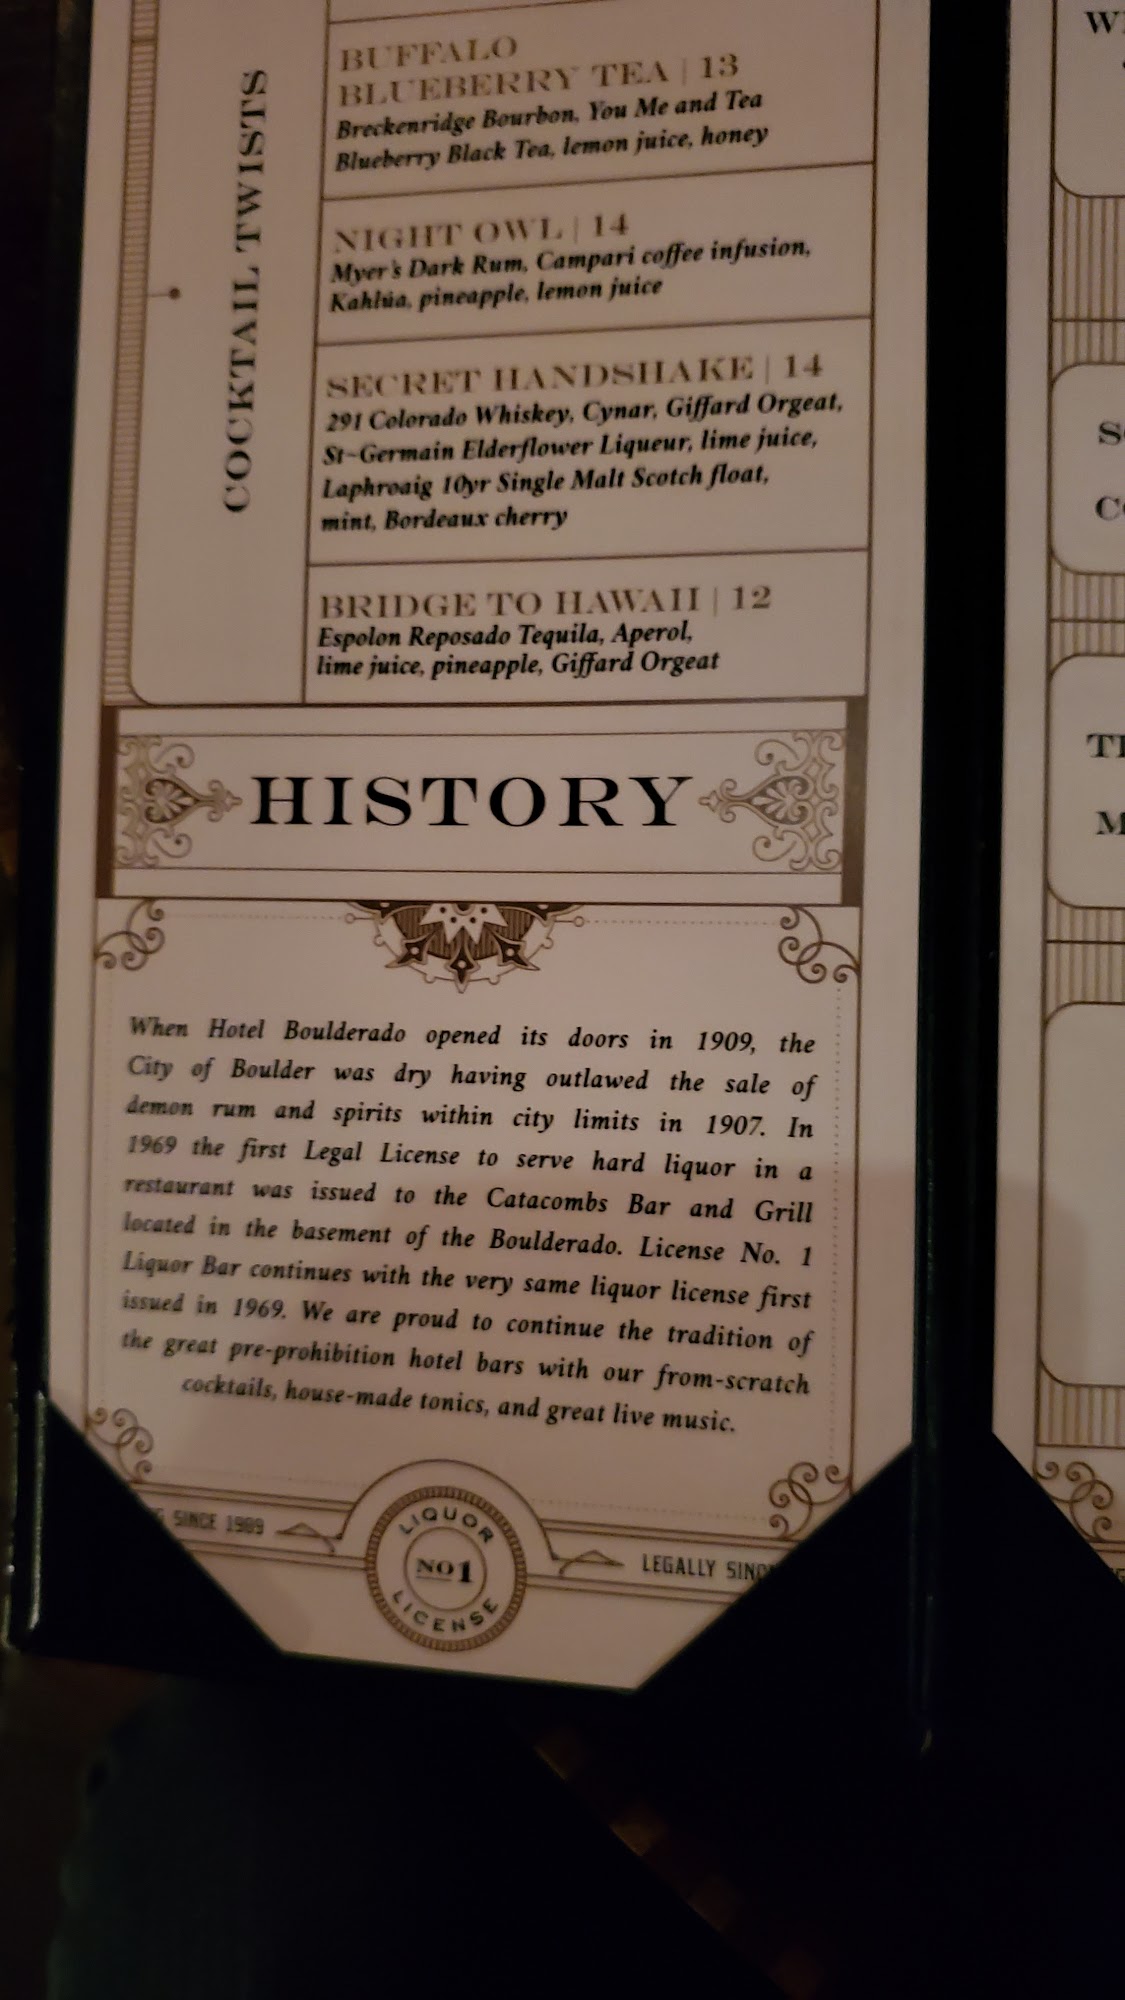 COCKTAIL TWISTS
BUFFALO
BLUEBERRY TEA | 13
Breckenridge Bourbon, You Me and Tea
Blueberry Black Tea, lemon juice, honey
NIGHT OWL | 14
Myer's Dark Rum, Campari coffee infusion,
Kahlúa, pineapple, lemon juice
SECRET HANDSHAKE | 14
291 Colorado Whiskey, Cynar, Giffard Orgeat,
St-Germain Elderflower Liqueur, lime juice,
Laphroaig 10yr Single Malt Scotch float,
mint, Bordeaux cherry
BRIDGE TO HAWAII | 12
Espolon Reposado Tequila, Aperol,
lime juice, pineapple, Giffard Orgeat
HISTORY
When Hotel Boulderado opened its doors in 1909, the
City of Boulder was dry having outlawed the sale of
demon rum and spirits within city limits in 1907. In
1969 the first Legal License to serve hard liquor in a
restaurant was issued to the Catacombs Bar and Grill
located in the basement of the Boulderado. License No. 1
Liquor Bar continues with the very same liquor license first
issued in 1969. We are proud to continue the tradition of
the great pre-prohibition hotel bars with our from-scratch
cocktails, house-made tonics, and great live music.
SINCE 1909
LIQUOR
NO 1
LICENSE
LEGALLY